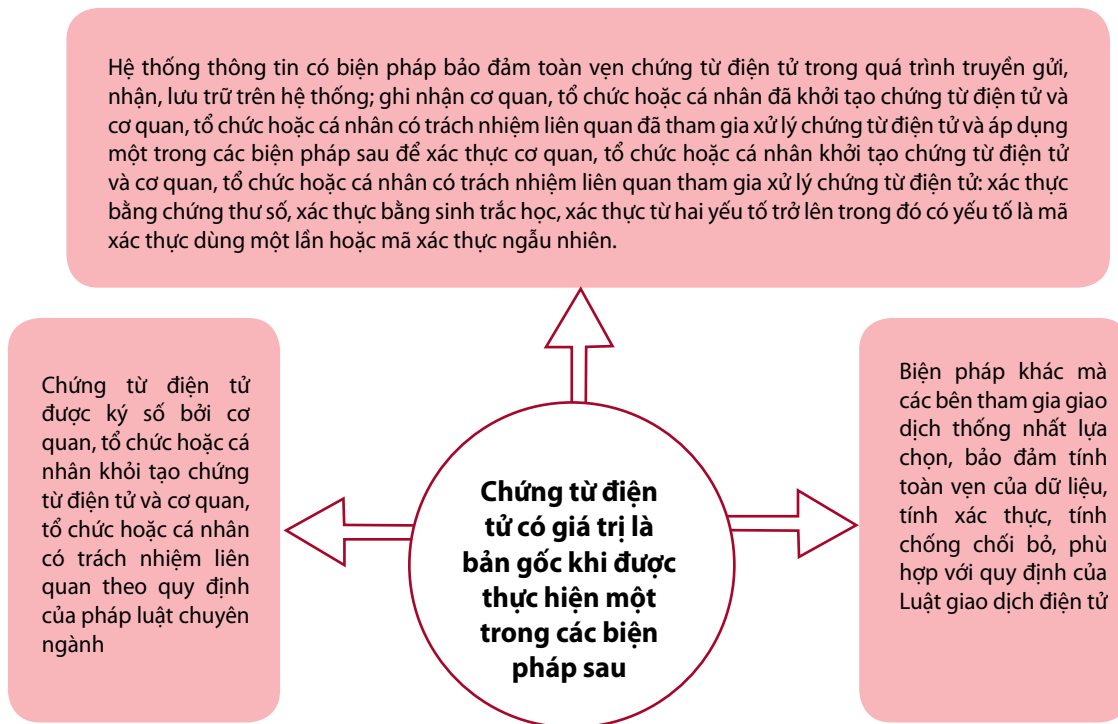 Hệ thống thông tin có biện pháp bảo đảm toàn vẹn chứng từ điện tử trong quá trình truyền gửi,
nhận, lưu trữ trên hệ thống; ghi nhận cơ quan, tổ chức hoặc cá nhân đã khởi tạo chứng từ điện tử và
cơ quan, tổ chức hoặc cá nhân có trách nhiệm liên quan đã tham gia xử lý chứng từ điện tử và áp dụng
một trong các biện pháp sau để xác thực cơ quan, tổ chức hoặc cá nhân khởi tạo chứng từ điện tử
và cơ quan, tổ chức hoặc cá nhân có trách nhiệm liên quan tham gia xử lý chứng từ điện tử: xác thực
bằng chứng thư số, xác thực bằng sinh trắc học, xác thực từ hai yếu tố trở lên trong đó có yếu tố là mã
xác thực dùng một lần hoặc mã xác thực ngẫu nhiên.
Chứng từ điện tử
được ký số bởi cơ
quan, tổ chức hoặc cá
nhân khỏi tạo chứng
từ điện tử và cơ quan,
tổ chức hoặc cá nhân
có trách nhiệm liên
quan theo quy định
của pháp luật chuyên
ngành
Chứng từ điện
tử có giá trị là
bản gốc khi được
thực hiện một
trong các biện
pháp sau
Biện pháp khác mà
các bên tham gia giao
dịch thống nhất lựa
chọn, bảo đảm tính
toàn vẹn của dữ liệu,
tính xác thực, tính
chống chối bỏ, phù
hợp với quy định của
Luật giao dịch điện tử